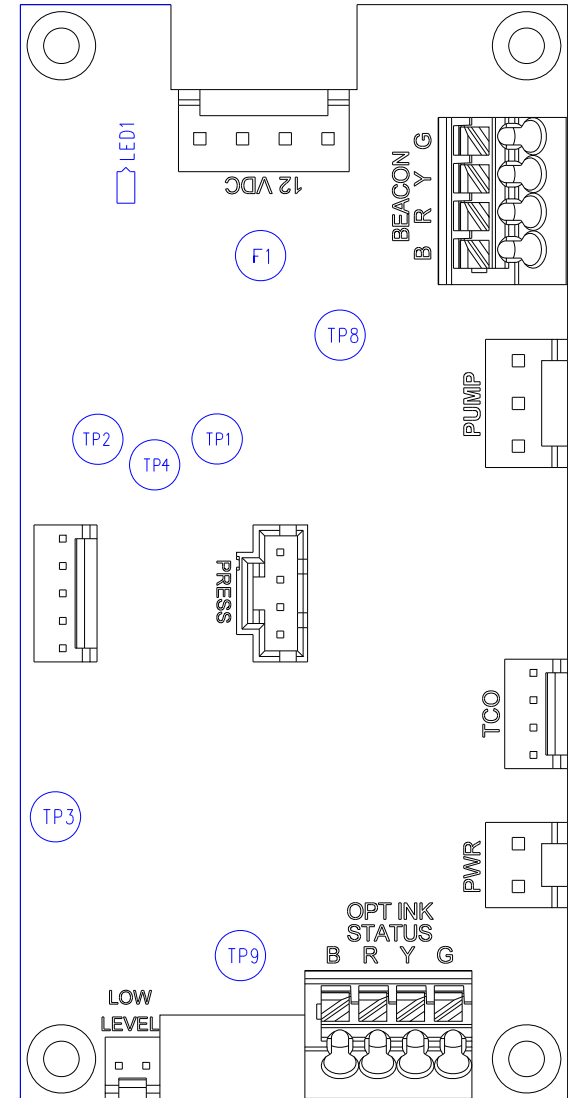 LED1
12 VDC
BEACON
B R Y G
F1
TP8
PUMP
TP2
TP4
TP1
PRESS
TCO
TP3
PWR
OPT INK
STATUS
B R Y G
TP9
LOW
LEVEL